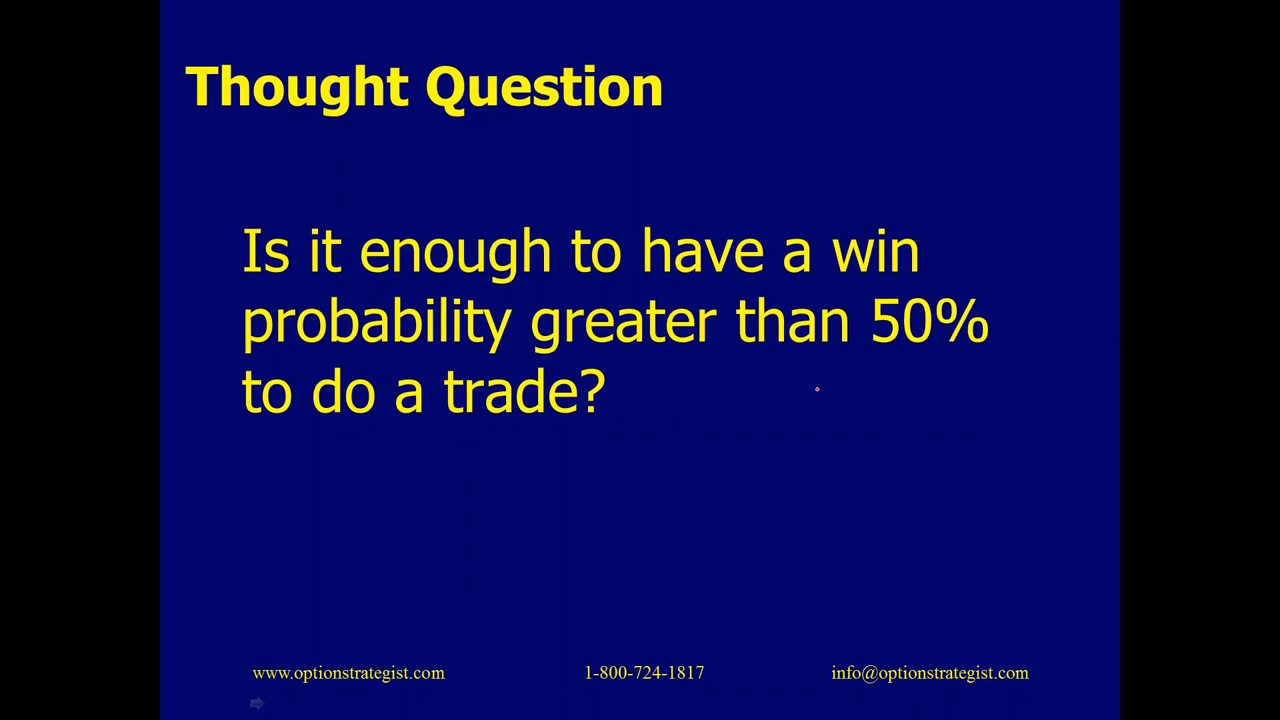 Thought Question
Is it enough to have a win
probability greater than 50%
to do a trade?
www.optionstrategist.com 1-800-724-1817 info@optionstrategist.com